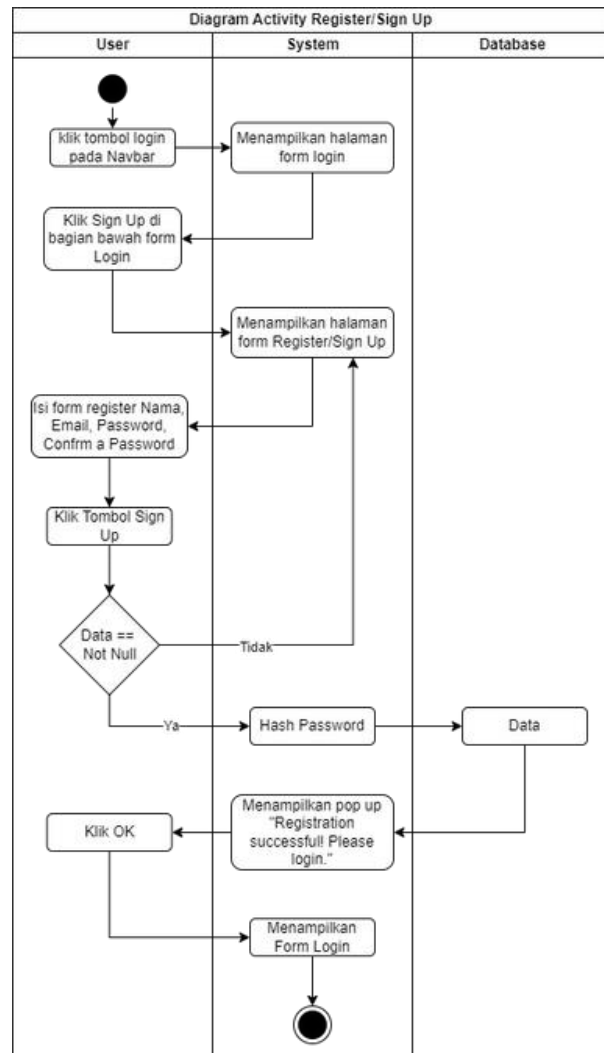 Diagram Activity Register/Sign Up
User
System
Database
klik tombol login
pada Navbar
Menampilkan halaman
form login
Klik Sign Up di
bagian bawah form
Login
Menampilkan halaman
form Register/Sign Up
Isi form register Nama,
Email, Password,
Confrm a Password
Klik Tombol Sign
Up
Data ==
Not Null
Tidak
Ya
Hash Password
Data
Menampilkan pop up
"Registration
successful! Please
login."
Klik OK
Menampilkan
Form Login